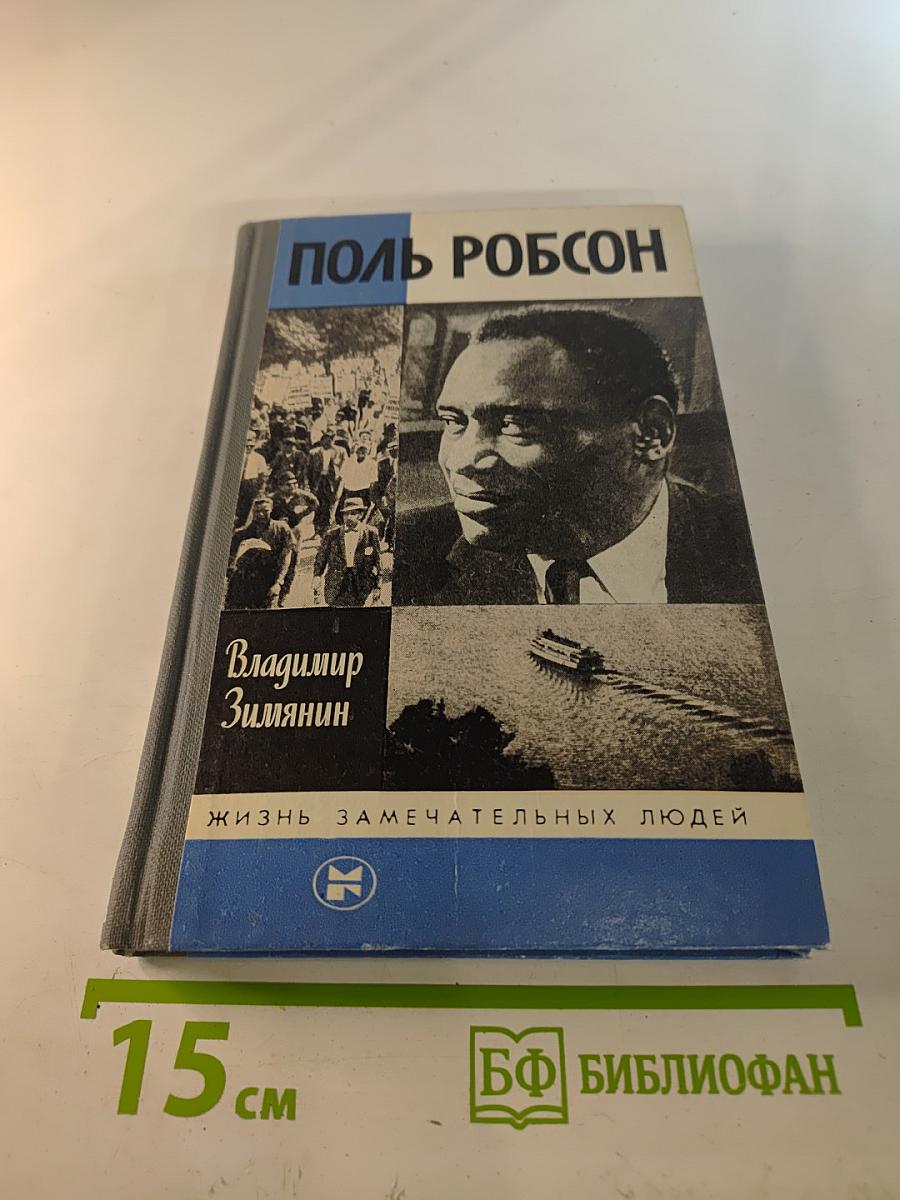 ПОЛЬ РОБСОН
Владимир
Зимянин
ЖИЗНЬ ЗАМЕЧАТЕЛЬНЫХ ЛЮДЕЙ
15 см
БФ БИБЛИОФАН